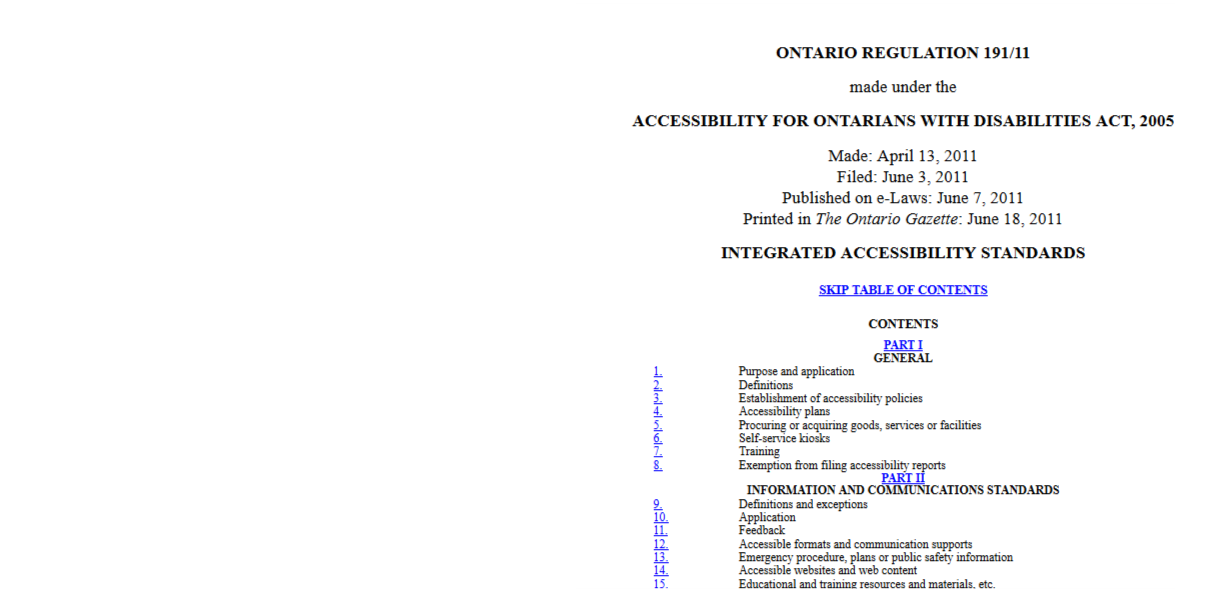 ONTARIO REGULATION 191/11
made under the
ACCESSIBILITY FOR ONTARIANS WITH DISABILITIES ACT, 2005
Made: April 13, 2011
Filed: June 3, 2011
Published on e-Laws: June 7, 2011
Printed in The Ontario Gazette: June 18, 2011
INTEGRATED ACCESSIBILITY STANDARDS
SKIP TABLE OF CONTENTS
CONTENTS
PART I
GENERAL
1. Purpose and application
2. Definitions
3. Establishment of accessibility policies
4. Accessibility plans
5. Procuring or acquiring goods, services or facilities
6. Self-service kiosks
7. Training
8. Exemption from filing accessibility reports
PART II
INFORMATION AND COMMUNICATIONS STANDARDS
9. Definitions and exceptions
10. Application
11. Feedback
12. Accessible formats and communication supports
13. Emergency procedure, plans or public safety information
14. Accessible websites and web content
15. Educational and training resources and materials, etc.